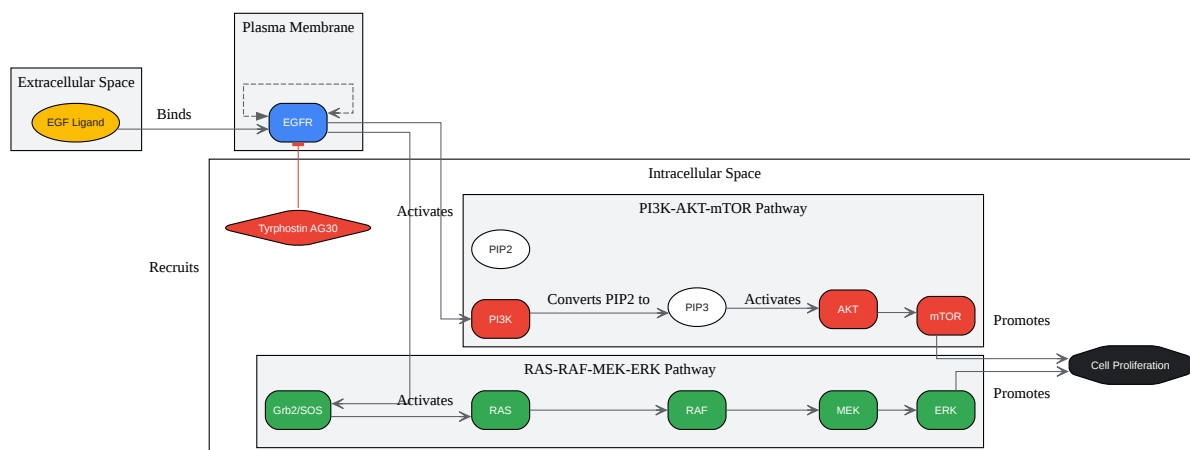 Plasma Membrane
Extracellular Space
EGF Ligand
Binds
EGFR
Intracellular Space
PI3K-AKT-mTOR Pathway
Activates
Tyrphostin AG30
PIP2
Recruits
Converts PIP2 to
Activates
PI3K
PIP3
AKT
mTOR
Promotes
Cell Proliferation
RAS-RAF-MEK-ERK Pathway
Promotes
Activates
Grb2/SOS
RAS
RAF
MEK
ERK